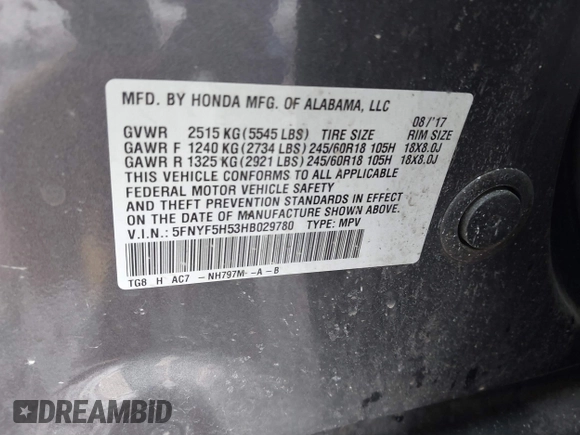 MFD. BY HONDA MFG. OF ALABAMA, LLC
08/'17
GVWR 2515 KG (5545 LBS) TIRE SIZE RIM SIZE
GAWR F 1240 KG (2734 LBS) 245/60R18 105H 18X8.0J
GAWR R 1325 KG (2921 LBS) 245/60R18 105H 18X8.0J
THIS VEHICLE CONFORMS TO ALL APPLICABLE
FEDERAL MOTOR VEHICLE SAFETY
AND THEFT PREVENTION STANDARDS IN EFFECT
ON THE DATE OF MANUFACTURE SHOWN ABOVE.
V.I.N.: 5FNYF5H53HB029780 TYPE: MPV
TG8 H AC7 -NH797M--A-B
DREAMBID